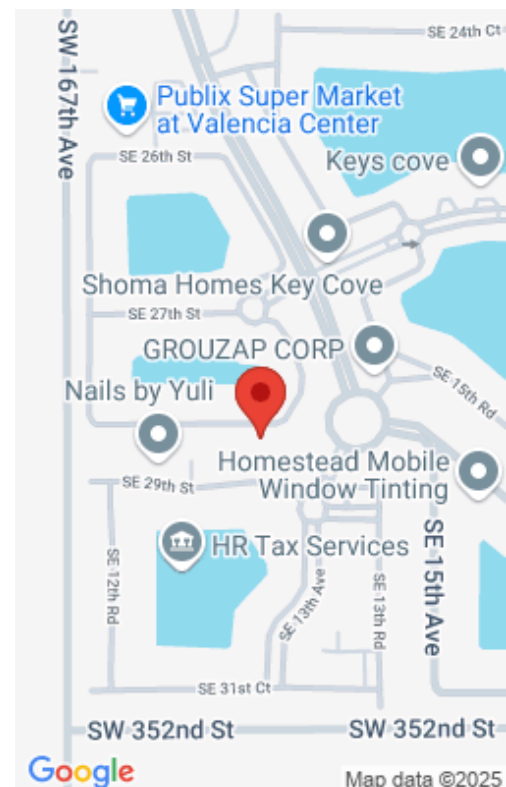 SE 24th Ct
SW 167th Ave
Publix Super Market
at Valencia Center
SE 26th St
Keys cove
Shoma Homes Key Cove
SE 27th St
GROUZAP CORP
SE 15th Rd
Nails by Yuli
Homestead Mobile
Window Tinting
SE 29th St
HR Tax Services
SE 12th Rd
SE 13th Ave
SE 13th Rd
SE 15th Ave
SE 31st Ct
SW 352nd St
SW 352nd St
Google
Map data ©2025